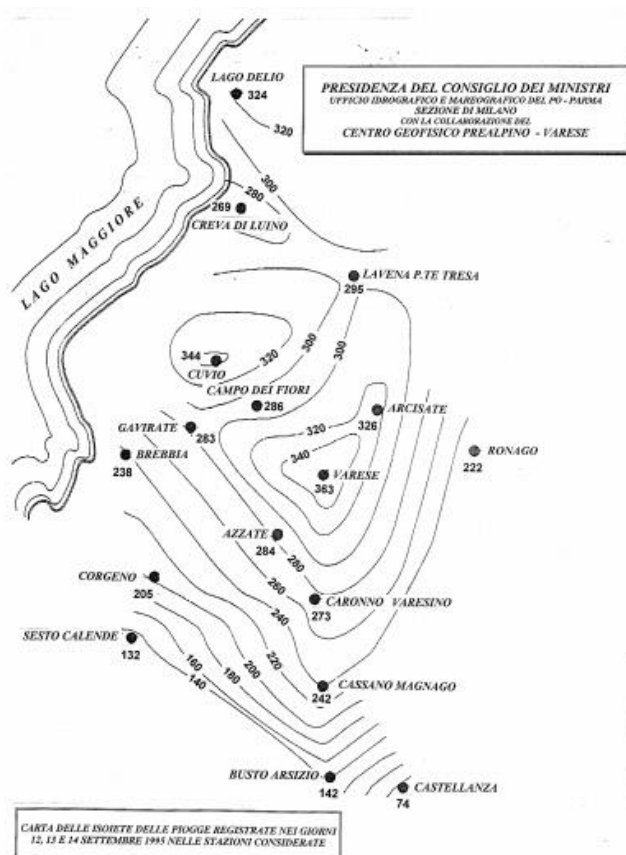 LAGO DELIO
324
PRESIDENZA DEL CONSIGLIO DEI MINISTRI
UFFICIO IDROGRAFICO E MAREOGRAFICO DEL PO - PARMA
SEZIONE DI MILANO
CON LA COLLABORAZIONE DEL
CENTRO GEOFISICO PREALPINO - VARESE
320
300
280
269
CREVA DI LUINO
LAGO MAGGIORE
LAVENA P.TE TRESA
295
300
300
344
320
CUVIO
CAMPO DEI FIORI
286
ARCISATE
326
GAVIRATE
283
320
BREBBIA
238
340
VARESE
363
RONAGO
222
AZZATE
284
280
CORGENO
205
260
CARONNO VARESINO
273
240
SESTO CALENDE
132
220
200
160
180
140
CASSANO MAGNAGO
242
BUSTO ARSIZIO
142
CASTELLANZA
74
CARTA DELLE ISOIETE DELLE PIOGGE REGISTRATE NEI GIORNI
12, 13 E 14 SETTEMBRE 1995 NELLE STAZIONI CONSIDERATE